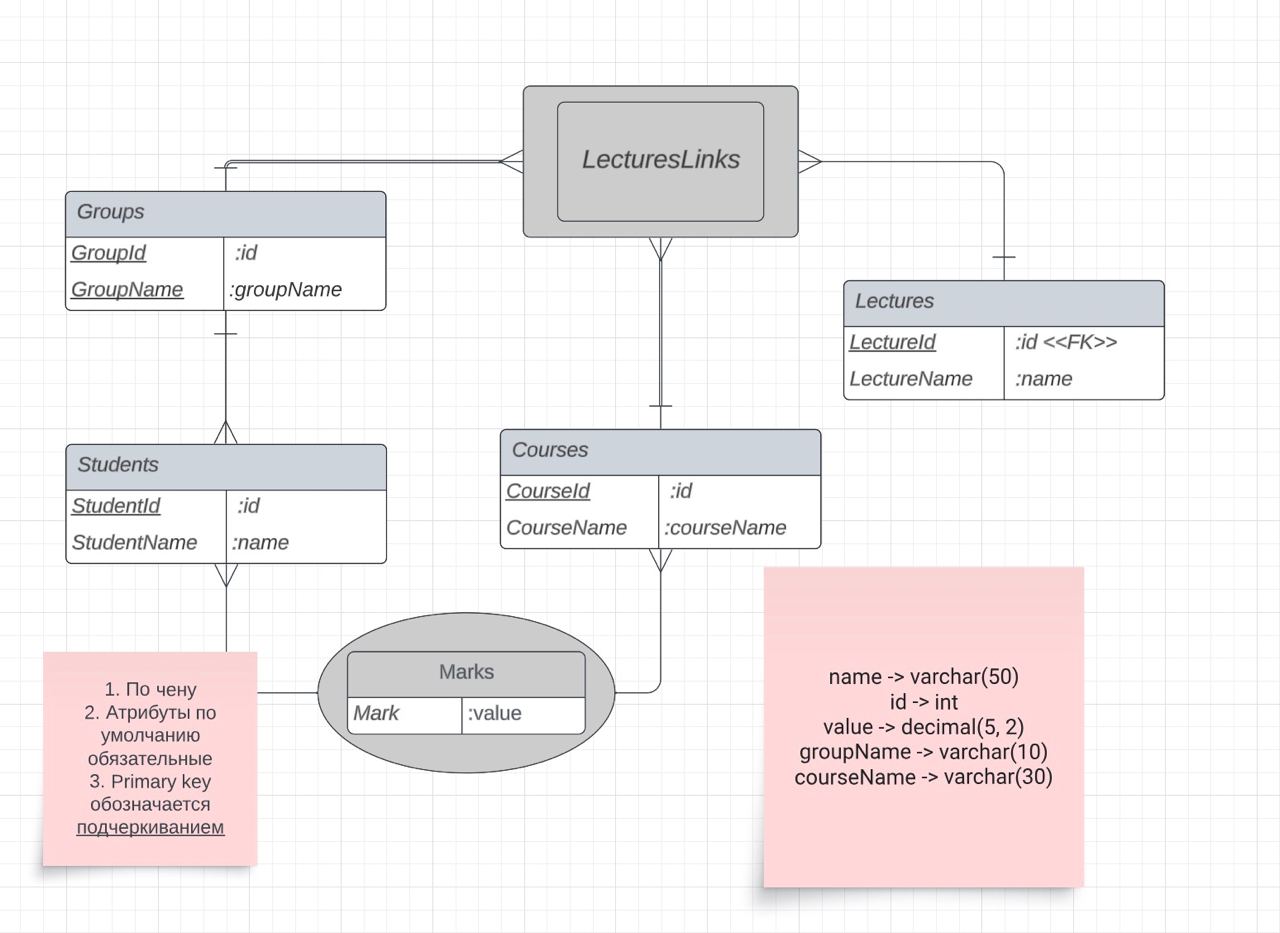 LecturesLinks
Groups
GroupId :id
GroupName :groupName
Lectures
LectureId :id <<FK>>
LectureName :name
Students
StudentId :id
StudentName :name
Courses
CourseId :id
CourseName :courseName
Marks
Mark :value
1. По чену
2. Атрибуты по
умолчанию
обязательные
3. Primary key
обозначается
подчеркиванием
name -> varchar(50)
id -> int
value -> decimal(5, 2)
groupName -> varchar(10)
courseName -> varchar(30)